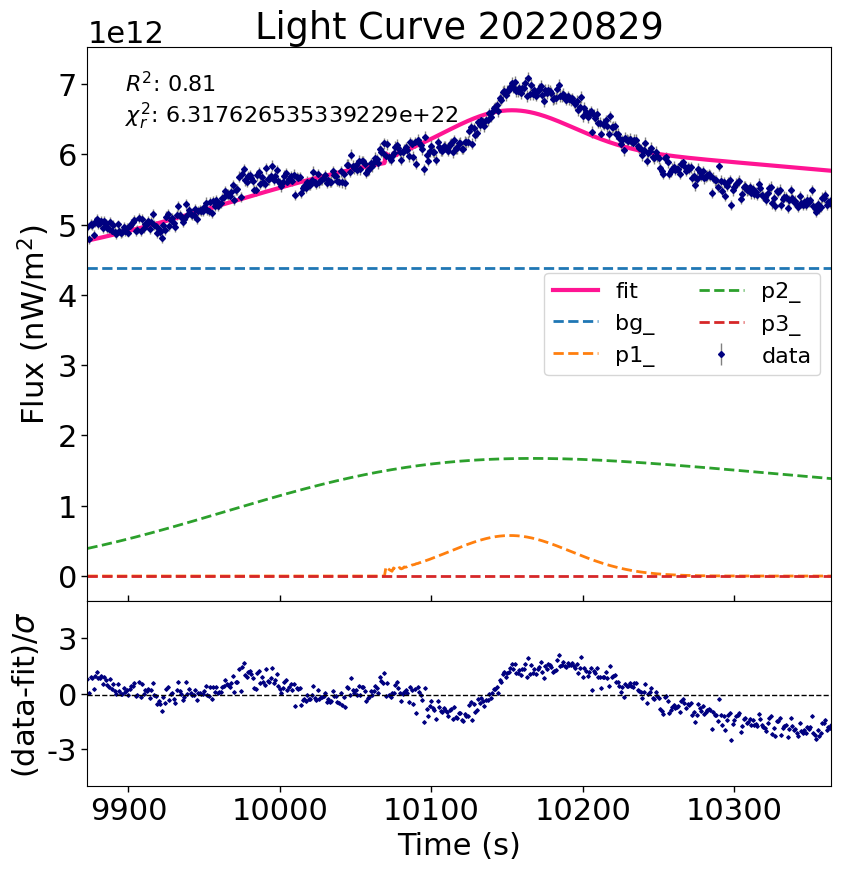 Light Curve 20220829
1e12
R²: 0.81
χ²ᵣ: 6.317626535339229e+22
7
6
5
4
3
2
1
0
Flux (nW/m²)
fit
bg_
p1_
p2_
p3_
data
3
0
-3
(data-fit)/σ
9900
10000
10100
10200
10300
Time (s)